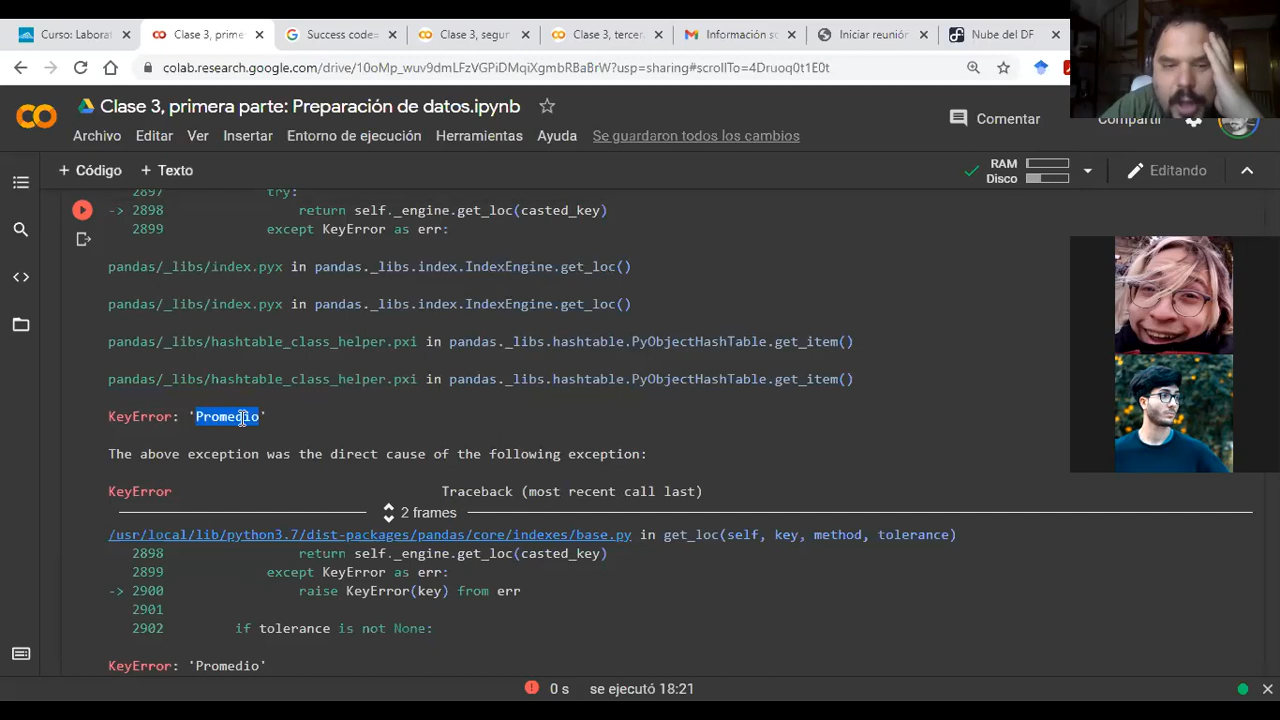 Curso: Laborat
Clase 3, prime
Success code=
Clase 3, segur
Clase 3, tercer
Información so
Iniciar reunión
Nube del DF
colab.research.google.com/drive/10oMp_wuv9dmLFzVGPiDMqiXgmbRBaBrW?usp=sharing#scrollTo=4Druoq0t1E0t
Clase 3, primera parte: Preparación de datos.ipynb
Comentar
Compartir
Archivo Editar Ver Insertar Entorno de ejecución Herramientas Ayuda Se guardaron todos los cambios
+ Código + Texto
RAM
Disco
Editando
2897 try:
-> 2898 return self._engine.get_loc(casted_key)
2899 except KeyError as err:
pandas/_libs/index.pyx in pandas._libs.index.IndexEngine.get_loc()
pandas/_libs/index.pyx in pandas._libs.index.IndexEngine.get_loc()
pandas/_libs/hashtable_class_helper.pxi in pandas._libs.hashtable.PyObjectHashTable.get_item()
pandas/_libs/hashtable_class_helper.pxi in pandas._libs.hashtable.PyObjectHashTable.get_item()
KeyError: 'Promedio'
The above exception was the direct cause of the following exception:
KeyError Traceback (most recent call last)
2 frames
/usr/local/lib/python3.7/dist-packages/pandas/core/indexes/base.py in get_loc(self, key, method, tolerance)
2898 return self._engine.get_loc(casted_key)
2899 except KeyError as err:
-> 2900 raise KeyError(key) from err
2901
2902 if tolerance is not None:
KeyError: 'Promedio'
0 s se ejecutó 18:21